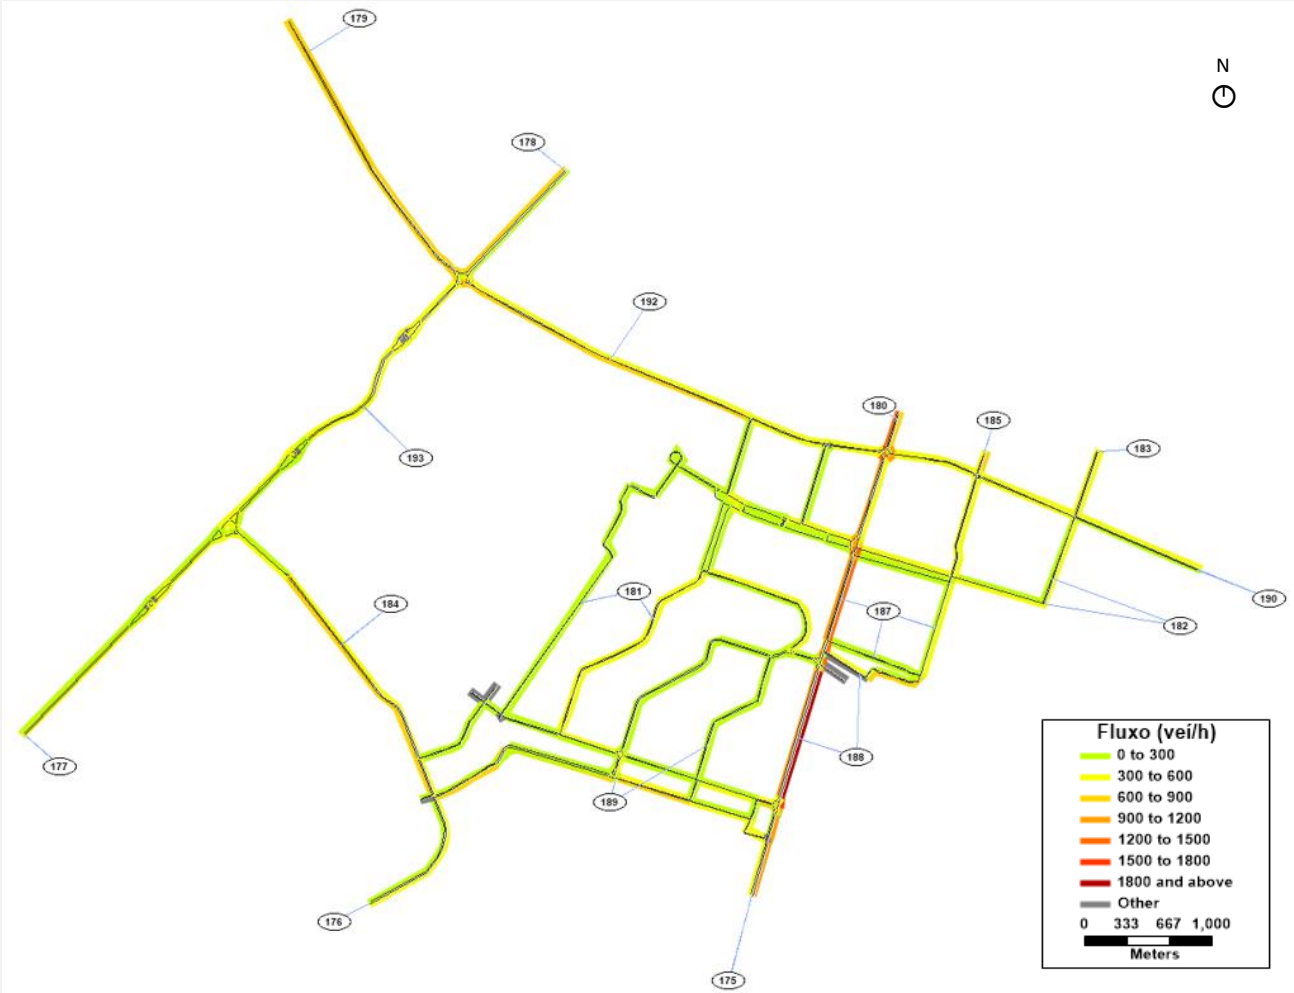 179
N
178
192
180
185
183
193
190
181
184
187
182
Fluxo (veí/h)
0 to 300
300 to 600
600 to 900
900 to 1200
1200 to 1500
1500 to 1800
1800 and above
Other
0 333 667 1,000
Meters
188
177
189
176
175